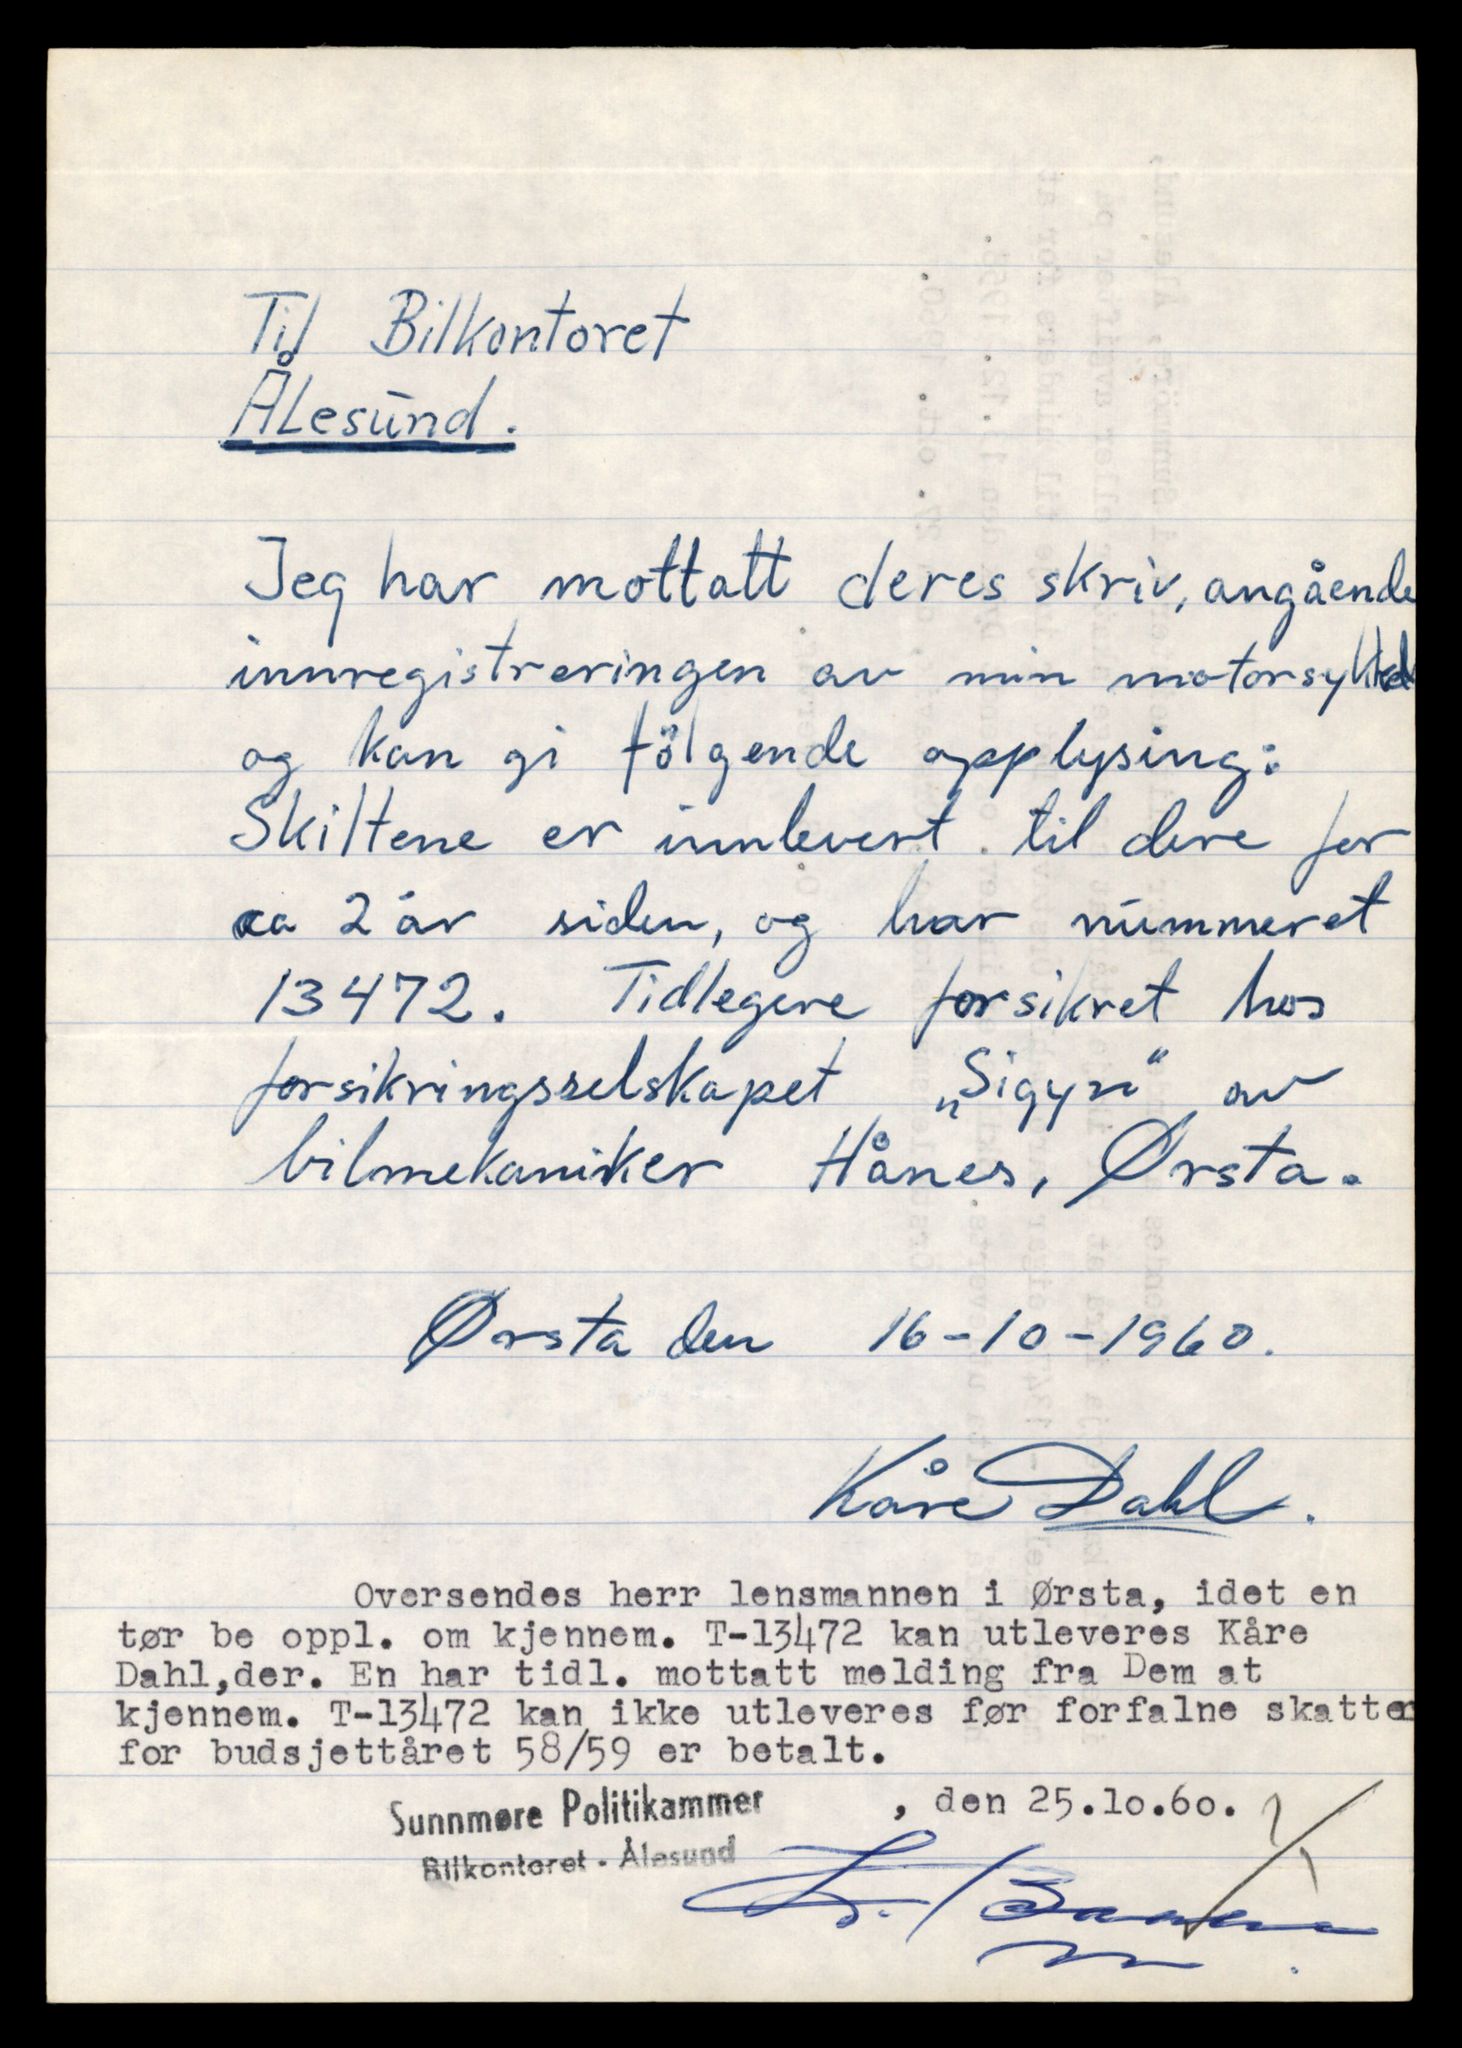 Til Bilkontoret
Ålesund.
Jeg har mottatt deres skriv, angående
innregistreringen av min motorsykkel
og kan gi følgende opplysing:
Skiltene er innlevert til dere for
ca 2 år siden, og har nummeret
13472. Tidlegere forsikret hos
forsikringsselskapet „Sigyn“ av
bilmekaniker Hånes, Ørsta.
Ørsta den 16-10-1960.
Kåre Dahl.
Oversendes herr lensmannen i Ørsta, idet en
tør be oppl. om kjennem. T-13472 kan utleveres Kåre
Dahl,der. En har tidl. mottatt melding fra Dem at
kjennem. T-13472 kan ikke utleveres før forfalne skatter
for budsjettåret 58/59 er betalt.
Sunnmøre Politikammer , den 25.10.60.
Bilkontoret - Ålesund